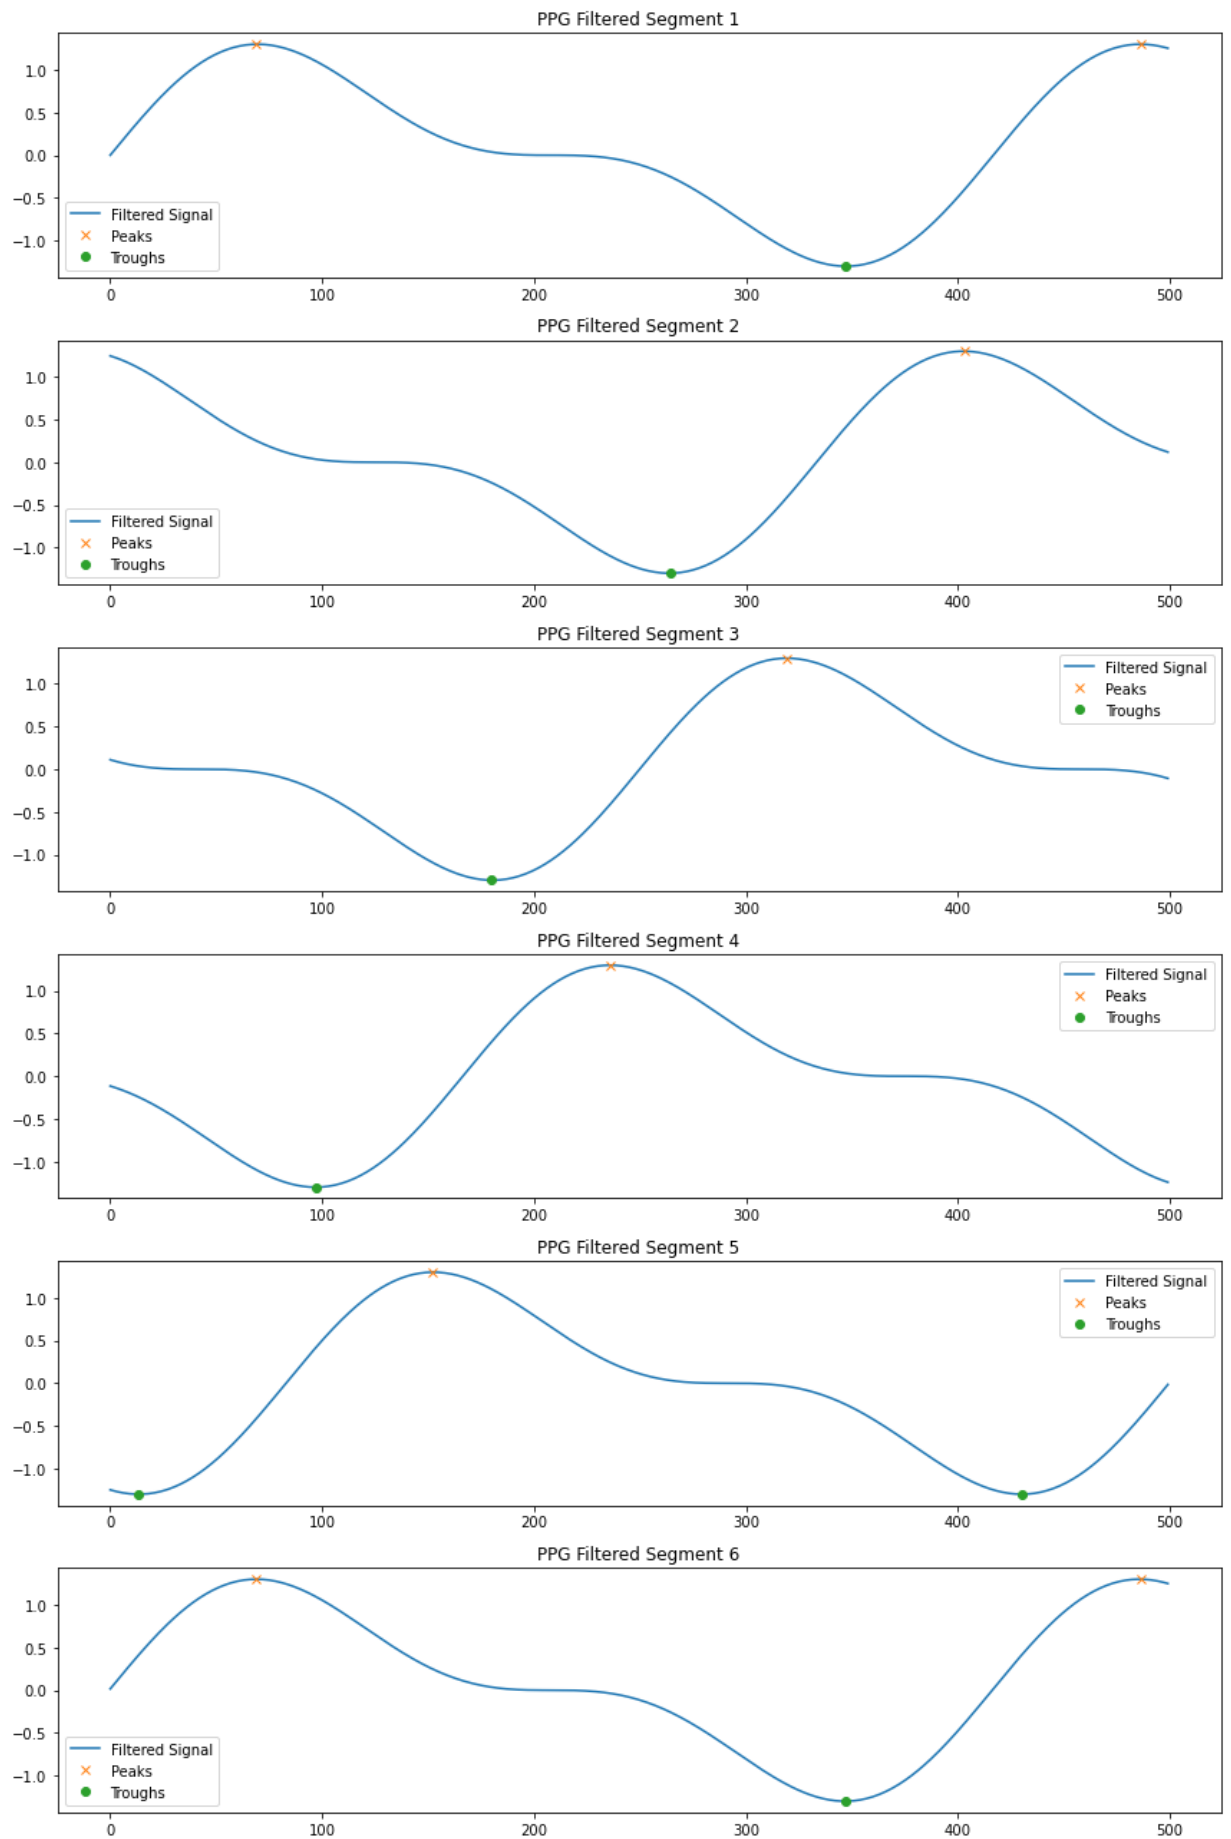 PPG Filtered Segment 1
1.0
0.5
0.0
−0.5
−1.0
Filtered Signal
Peaks
Troughs
0 100 200 300 400 500
PPG Filtered Segment 2
1.0
0.5
0.0
−0.5
−1.0
Filtered Signal
Peaks
Troughs
0 100 200 300 400 500
PPG Filtered Segment 3
1.0
0.5
0.0
−0.5
−1.0
Filtered Signal
Peaks
Troughs
0 100 200 300 400 500
PPG Filtered Segment 4
1.0
0.5
0.0
−0.5
−1.0
Filtered Signal
Peaks
Troughs
0 100 200 300 400 500
PPG Filtered Segment 5
1.0
0.5
0.0
−0.5
−1.0
Filtered Signal
Peaks
Troughs
0 100 200 300 400 500
PPG Filtered Segment 6
1.0
0.5
0.0
−0.5
−1.0
Filtered Signal
Peaks
Troughs
0 100 200 300 400 500